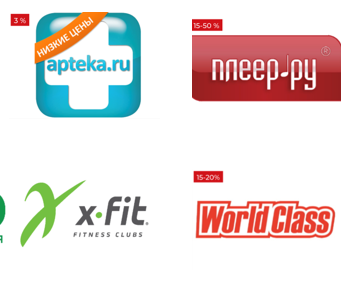 3 %
НИЗКИЕ ЦЕНЫ
apteka.ru
15-50 %
плеер.ру
®
x·fit.
FITNESS CLUBS
15-20%
World Class